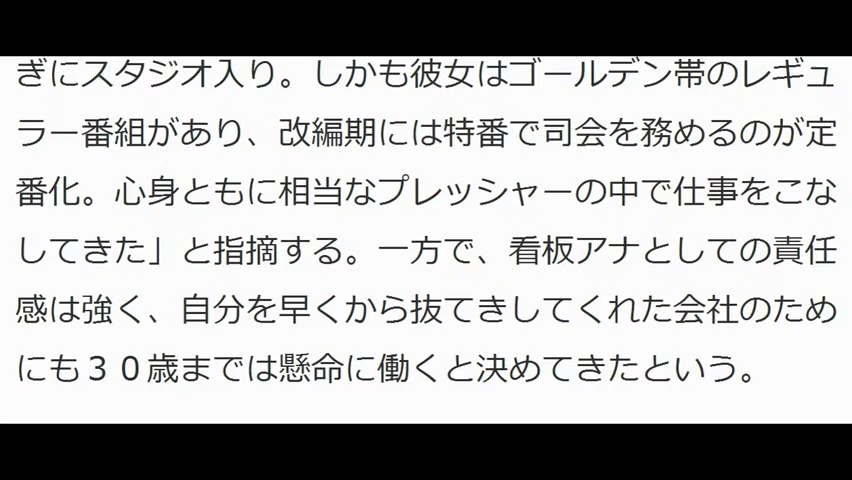 ぎにスタジオ入り。しかも彼女はゴールデン帯のレギュ
ラー番組があり、改編期には特番で司会を務めるのが定
番化。心身ともに相当なプレッシャーの中で仕事をこな
してきた」と指摘する。一方で、看板アナとしての責任
感は強く、自分を早くから抜てきしてくれた会社のため
にも３０歳までは懸命に働くと決めてきたという。